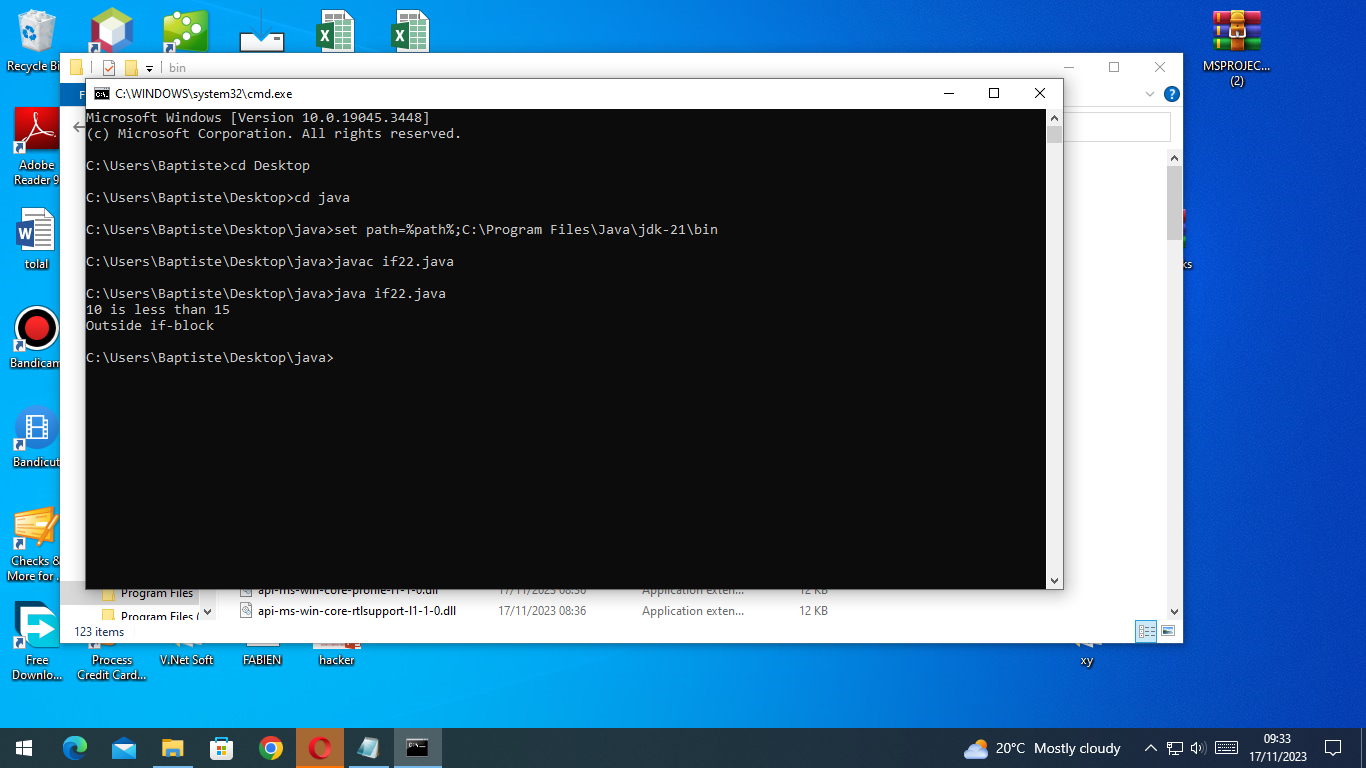 Recycle Bi
bin
MSPROJEC...
(2)
C:\WINDOWS\system32\cmd.exe
F
Microsoft Windows [Version 10.0.19045.3448]
(c) Microsoft Corporation. All rights reserved.
C:\Users\Baptiste>cd Desktop
C:\Users\Baptiste\Desktop>cd java
C:\Users\Baptiste\Desktop\java>set path=%path%;C:\Program Files\Java\jdk-21\bin
C:\Users\Baptiste\Desktop\java>javac if22.java
C:\Users\Baptiste\Desktop\java>java if22.java
10 is less than 15
Outside if-block
C:\Users\Baptiste\Desktop\java>
Adobe
Reader 9
tolal
ks
Bandicam
Bandicut
Checks &
More for ...
Program Files
api-ms-win-core-profile-l1-1-0.dll 17/11/2023 08:36 Application exten... 12 KB
Program Files (
api-ms-win-core-rtlsupport-l1-1-0.dll 17/11/2023 08:36 Application exten... 12 KB
123 items
Free
Downlo...
Process
Credit Card...
V.Net Soft
FABIEN
hacker
xy
20°C Mostly cloudy
09:33
17/11/2023